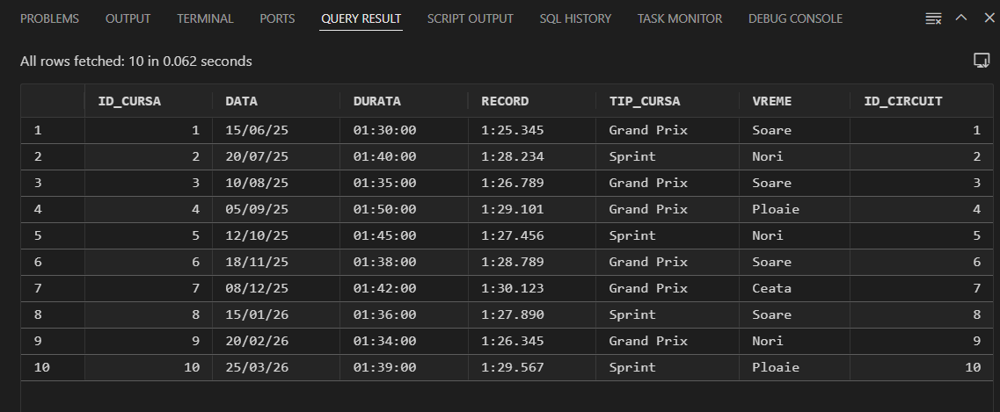 PROBLEMS OUTPUT TERMINAL PORTS QUERY RESULT SCRIPT OUTPUT SQL HISTORY TASK MONITOR DEBUG CONSOLE
All rows fetched: 10 in 0.062 seconds
ID_CURSA DATA DURATA RECORD TIP_CURSA VREME ID_CIRCUIT
1 1 15/06/25 01:30:00 1:25.345 Grand Prix Soare 1
2 2 20/07/25 01:40:00 1:28.234 Sprint Nori 2
3 3 10/08/25 01:35:00 1:26.789 Grand Prix Soare 3
4 4 05/09/25 01:50:00 1:29.101 Grand Prix Ploaie 4
5 5 12/10/25 01:45:00 1:27.456 Sprint Nori 5
6 6 18/11/25 01:38:00 1:28.789 Grand Prix Soare 6
7 7 08/12/25 01:42:00 1:30.123 Grand Prix Ceata 7
8 8 15/01/26 01:36:00 1:27.890 Sprint Soare 8
9 9 20/02/26 01:34:00 1:26.345 Grand Prix Nori 9
10 10 25/03/26 01:39:00 1:29.567 Sprint Ploaie 10